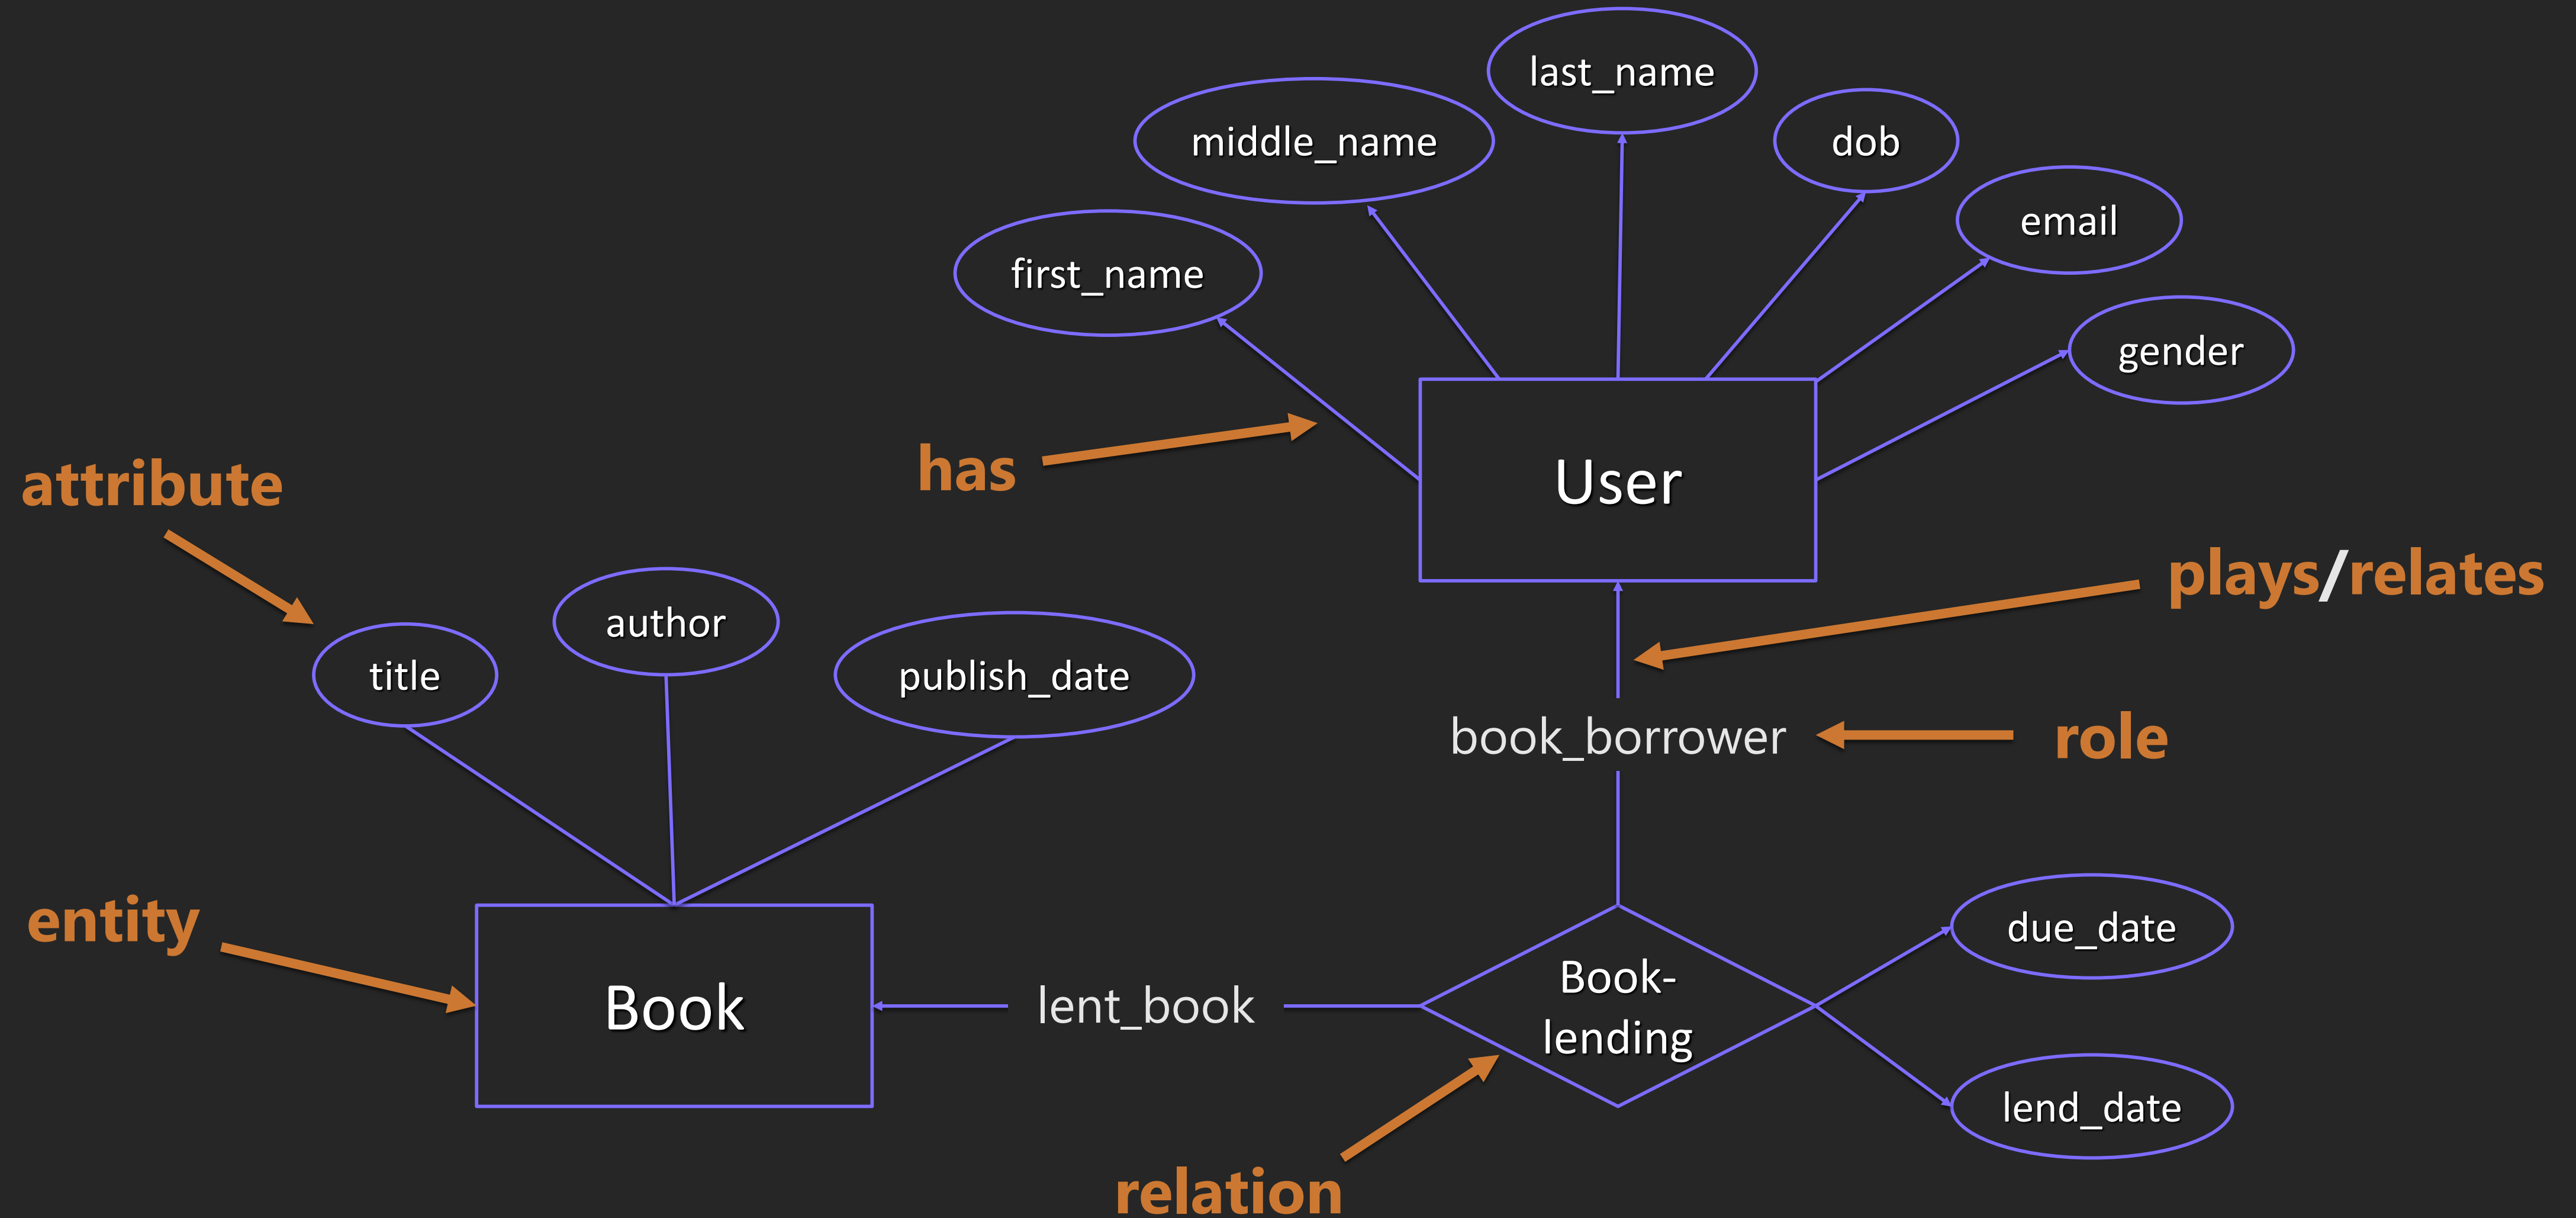 last_name
middle_name
dob
email
first_name
gender
has
User
attribute
plays/relates
title
author
publish_date
book_borrower
role
entity
Book
lent_book
Book-
lending
due_date
lend_date
relation